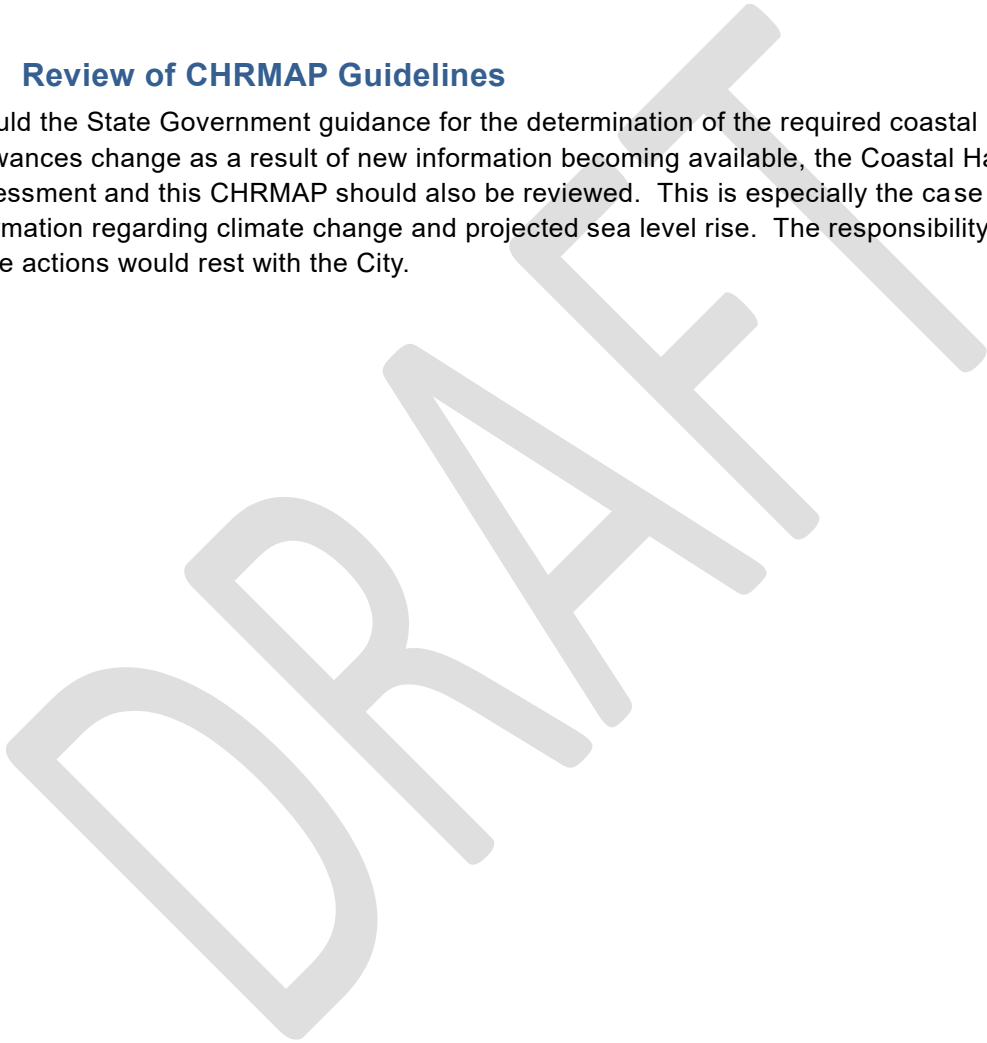 Review of CHRMAP Guidelines
uld the State Government guidance for the determination of the required coastal
wances change as a result of new information becoming available, the Coastal Ha
essment and this CHRMAP should also be reviewed. This is especially the case
rmation regarding climate change and projected sea level rise. The responsibility
e actions would rest with the City.
DRAFT